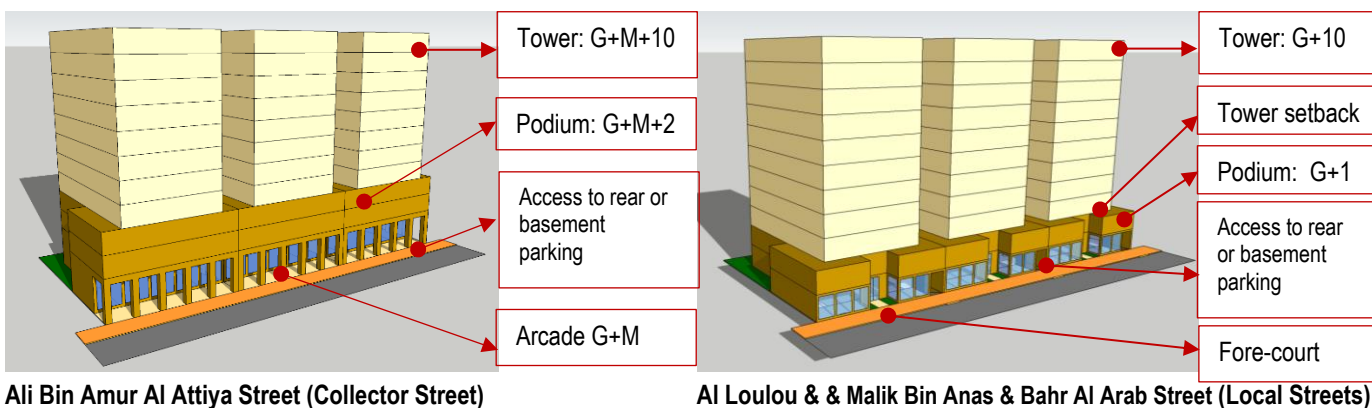 Tower: G+M+10
Podium: G+M+2
Access to rear or
basement
parking
Arcade G+M
Ali Bin Amur Al Attiya Street (Collector Street)
Tower: G+10
Tower setback
Podium: G+1
Access to rear
or basement
parking
Fore-court
Al Loulou & & Malik Bin Anas & Bahr Al Arab Street (Local Streets)